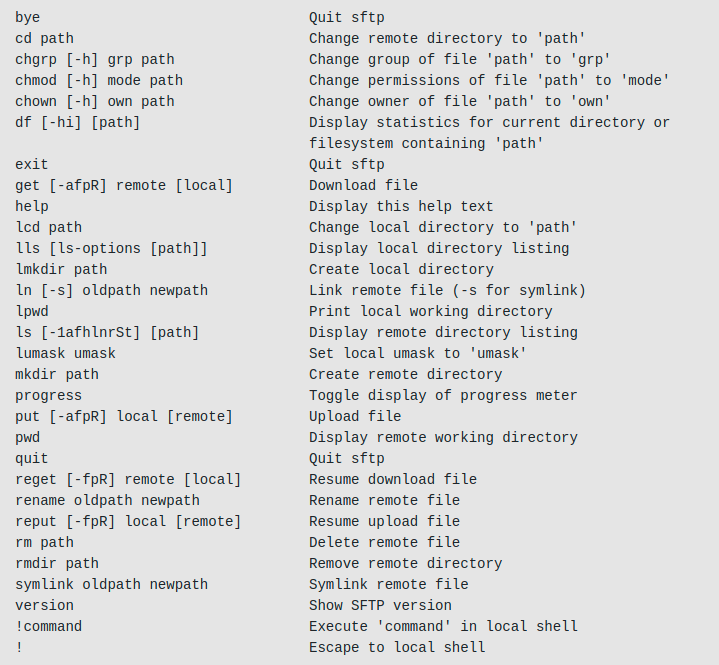 bye                                Quit sftp
cd path                            Change remote directory to 'path'
chgrp [-h] grp path                Change group of file 'path' to 'grp'
chmod [-h] mode path               Change permissions of file 'path' to 'mode'
chown [-h] own path                Change owner of file 'path' to 'own'
df [-hi] [path]                    Display statistics for current directory or
                                   filesystem containing 'path'
exit                               Quit sftp
get [-afpR] remote [local]         Download file
help                               Display this help text
lcd path                           Change local directory to 'path'
lls [ls-options [path]]            Display local directory listing
lmkdir path                        Create local directory
ln [-s] oldpath newpath            Link remote file (-s for symlink)
lpwd                               Print local working directory
ls [-1afhlnrSt] [path]             Display remote directory listing
lumask umask                       Set local umask to 'umask'
mkdir path                         Create remote directory
progress                           Toggle display of progress meter
put [-afpR] local [remote]         Upload file
pwd                                Display remote working directory
quit                               Quit sftp
reget [-fpR] remote [local]        Resume download file
rename oldpath newpath             Rename remote file
reput [-fpR] local [remote]        Resume upload file
rm path                            Delete remote file
rmdir path                         Remove remote directory
symlink oldpath newpath            Symlink remote file
version                            Show SFTP version
!command                           Execute 'command' in local shell
!                                  Escape to local shell